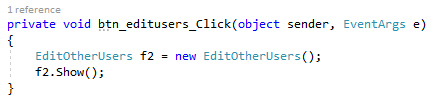 1 reference
private void btn_editusers_Click(object sender, EventArgs e)
{
    EditOtherUsers f2 = new EditOtherUsers();
    f2.Show();
}